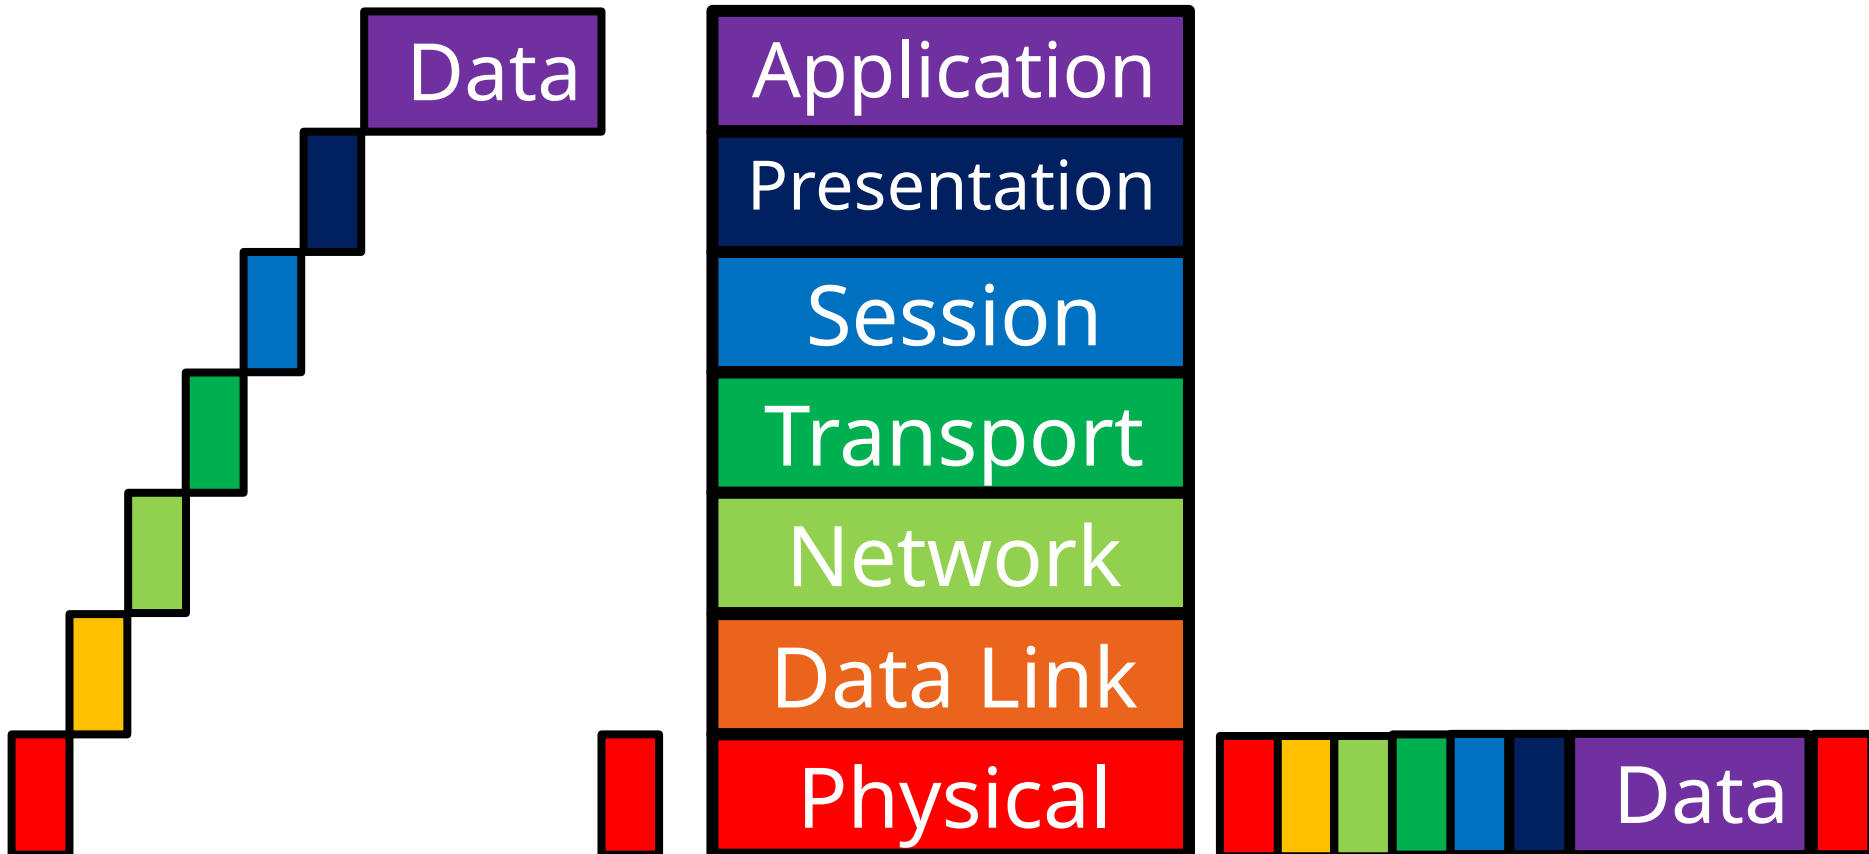 Data
Application
Presentation
Session
Transport
Network
Data Link
Physical
Data